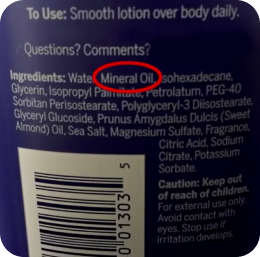 To Use: Smooth lotion over body daily.
Questions? Comments?
Ingredients: Water, Mineral Oil, Isohexadecane,
Glycerin, Isopropyl Palmitate, Petrolatum, PEG-40
Sorbitan Perisostearate, Polyglyceryl-3 Diisostearate,
Glyceryl Glucoside, Prunus Amygdalus Dulcis (Sweet
Almond) Oil, Sea Salt, Magnesium Sulfate, Fragrance,
Citric Acid, Sodium
Citrate, Potassium
Sorbate.
Caution: Keep out
of reach of children.
For external use only.
Avoid contact with
eyes. Stop use if
irritation develops.
0 01303 5